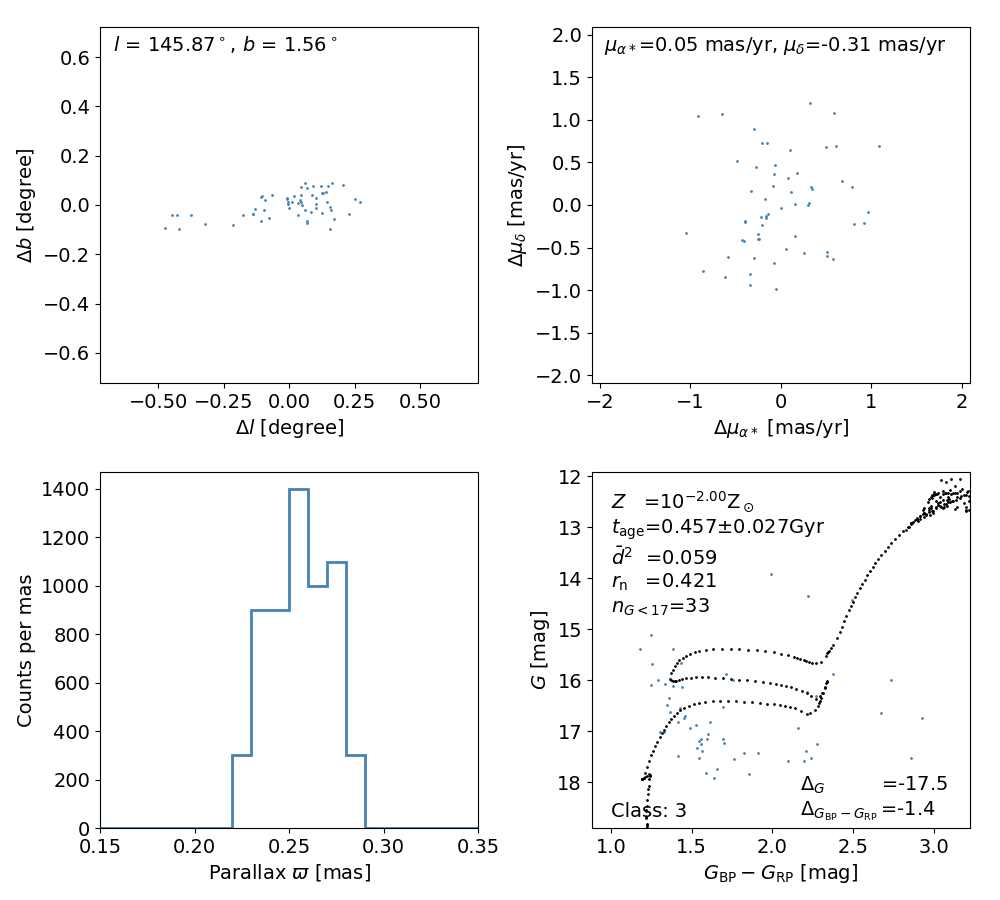 l = 145.87°, b = 1.56°
0.6
0.4
0.2
0.0
−0.2
−0.4
−0.6
Δb [degree]
−0.50 −0.25 0.00 0.25 0.50
Δl [degree]
μα*=0.05 mas/yr, μδ=-0.31 mas/yr
2.0
1.5
1.0
0.5
0.0
−0.5
−1.0
−1.5
−2.0
Δμδ [mas/yr]
−2 −1 0 1 2
Δμα* [mas/yr]
1400
1200
1000
800
600
400
200
0
Counts per mas
0.15 0.20 0.25 0.30 0.35
Parallax ϖ [mas]
12
13
14
15
16
17
18
G [mag]
Z =10−2.00Z⊙
tage=0.457±0.027Gyr
d̄2 =0.059
rn =0.421
nG<17=33
ΔG =-17.5
ΔGBP−GRP=-1.4
Class: 3
1.0 1.5 2.0 2.5 3.0
GBP − GRP [mag]